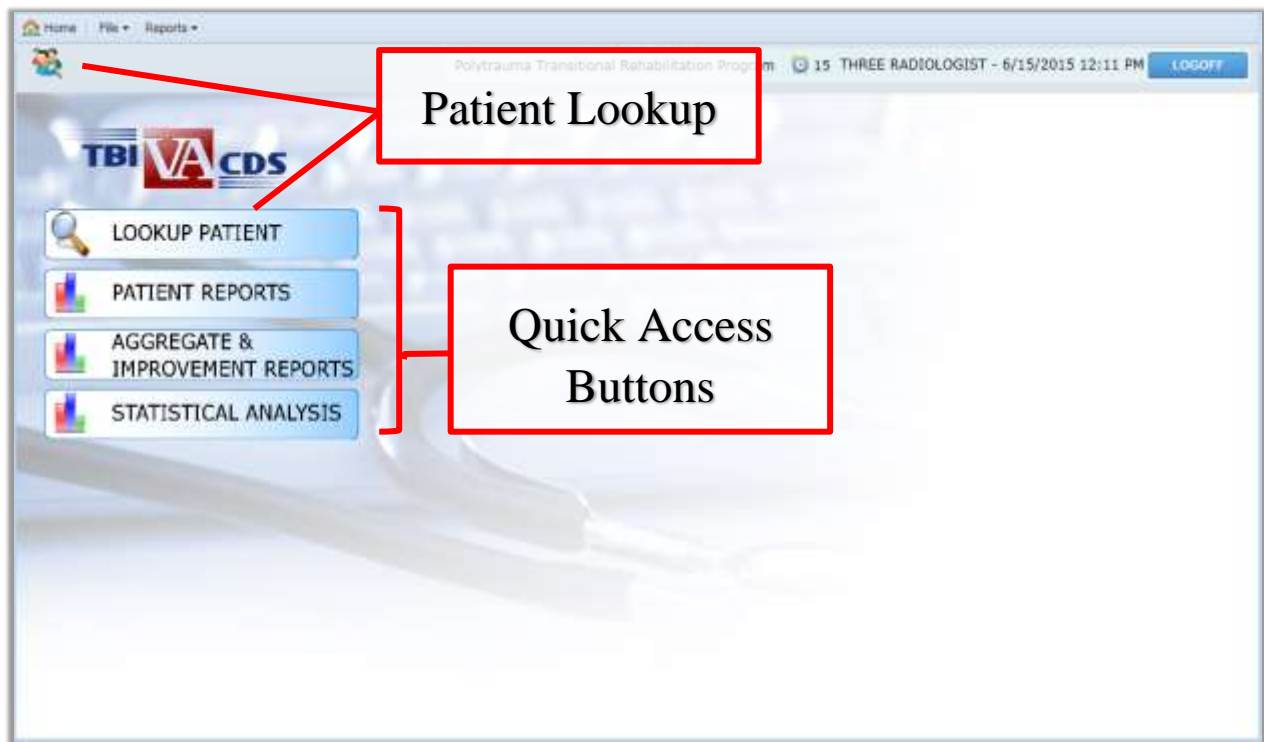 Home File Reports
Polytrauma Transitional Rehabilitation Program 15 THREE RADIOLOGIST - 6/15/2015 12:11 PM LOGOFF
Patient Lookup
TBI VA CDS
LOOKUP PATIENT
PATIENT REPORTS
AGGREGATE &
IMPROVEMENT REPORTS
STATISTICAL ANALYSIS
Quick Access
Buttons